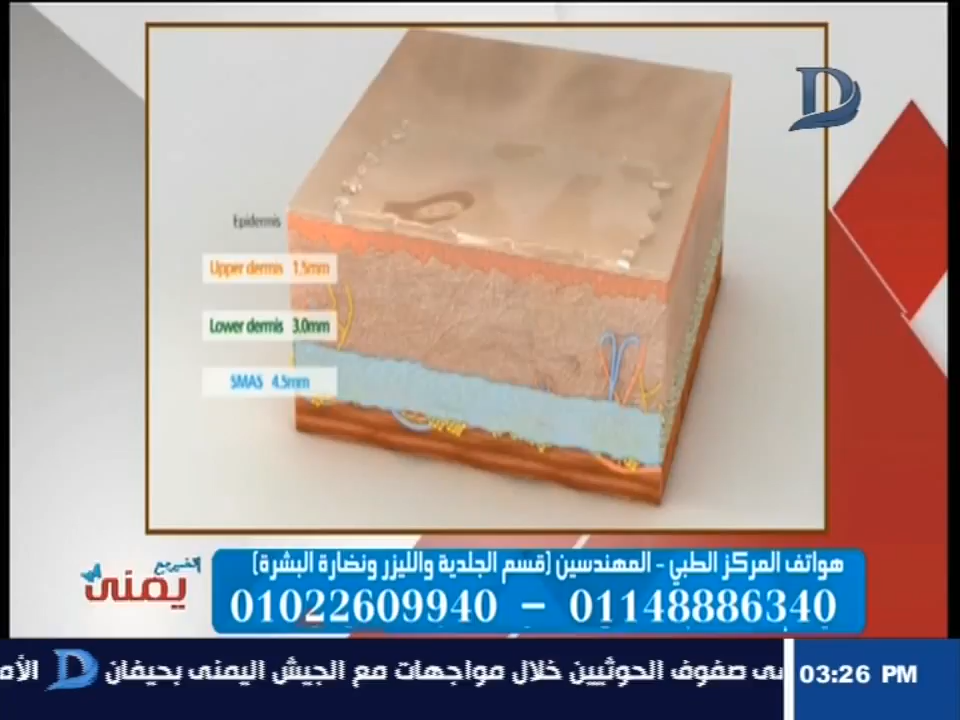 D
Epidermis
Upper dermis 1.5mm
Lower dermis 3.0mm
SMAS 4.5mm
هواتف المركز الطبي - المهندسين (قسم الجلدية والليزر ونضارة البشرة)
01022609940 - 01148886340
يمنى
صفوف الحوثيين خلال مواجهات مع الجيش اليمنى بحيفان
03:26 PM